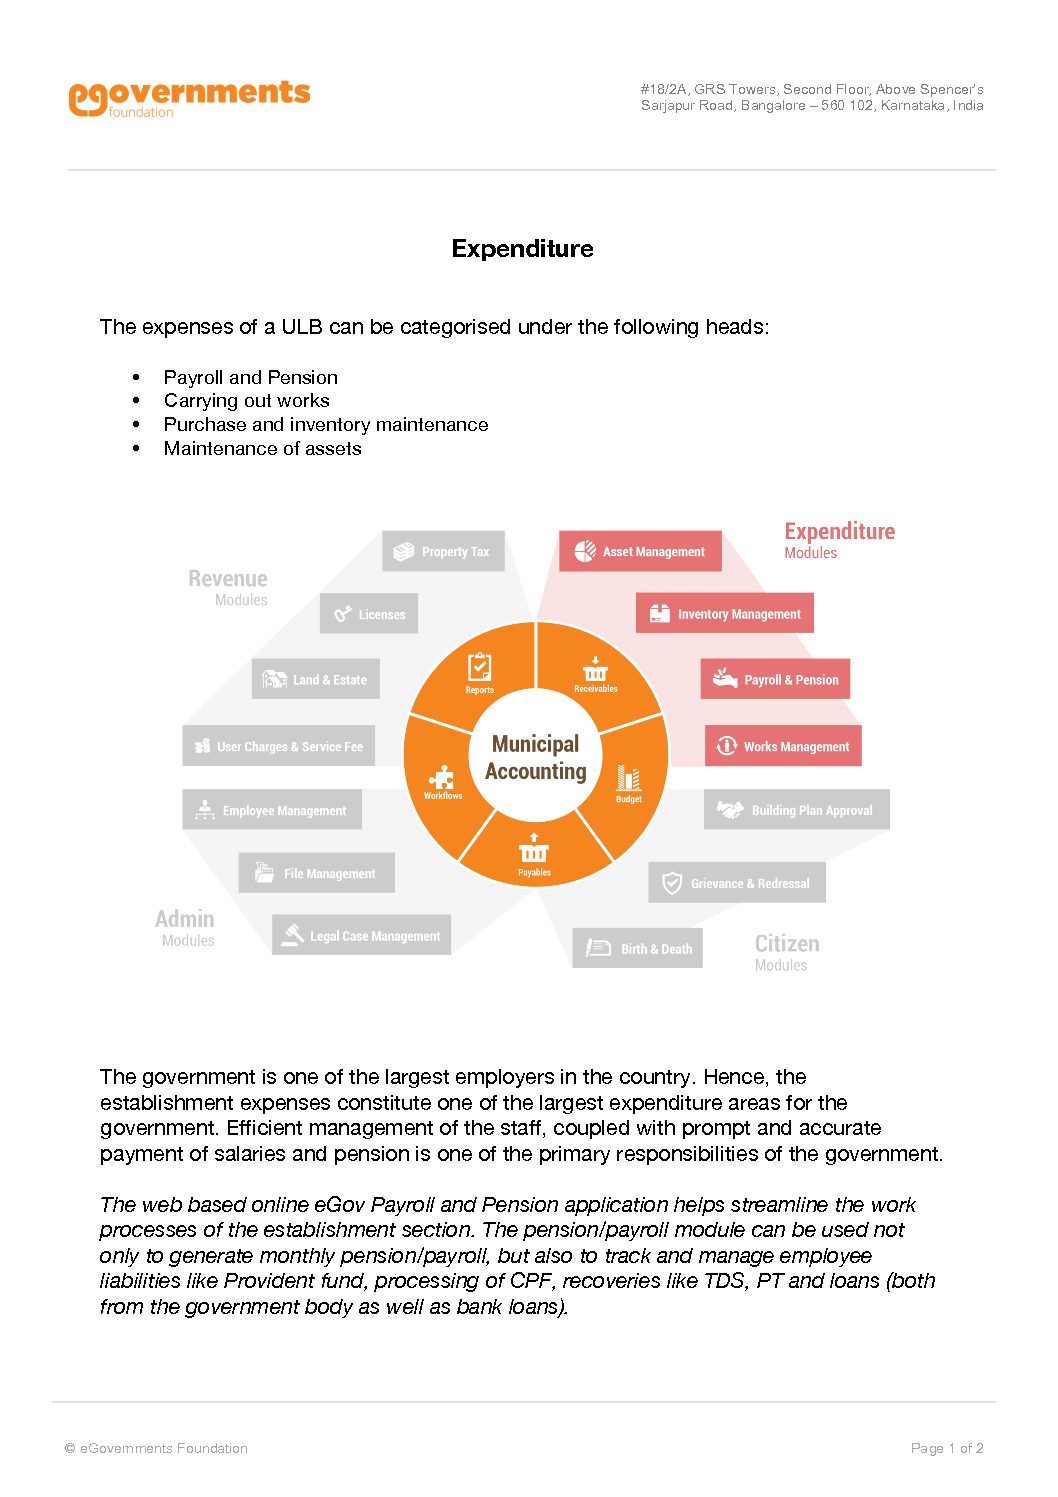 egovernments
foundation
#18/2A, GRS Towers, Second Floor, Above Spencer's
Sarjapur Road, Bangalore – 560 102, Karnataka, India
Expenditure
The expenses of a ULB can be categorised under the following heads:
• Payroll and Pension
• Carrying out works
• Purchase and inventory maintenance
• Maintenance of assets
Expenditure
Modules
Property Tax
Asset Management
Revenue
Modules
Licenses
Inventory Management
Land & Estate
Reports
Receivables
Payroll & Pension
User Charges & Service Fee
Municipal
Accounting
Works Management
Workflows
Budget
Employee Management
Building Plan Approval
File Management
Payables
Grievance & Redressal
Admin
Modules
Legal Case Management
Birth & Death
Citizen
Modules
The government is one of the largest employers in the country. Hence, the
establishment expenses constitute one of the largest expenditure areas for the
government. Efficient management of the staff, coupled with prompt and accurate
payment of salaries and pension is one of the primary responsibilities of the government.
The web based online eGov Payroll and Pension application helps streamline the work
processes of the establishment section. The pension/payroll module can be used not
only to generate monthly pension/payroll, but also to track and manage employee
liabilities like Provident fund, processing of CPF, recoveries like TDS, PT and loans (both
from the government body as well as bank loans).
© eGovernments Foundation
Page 1 of 2